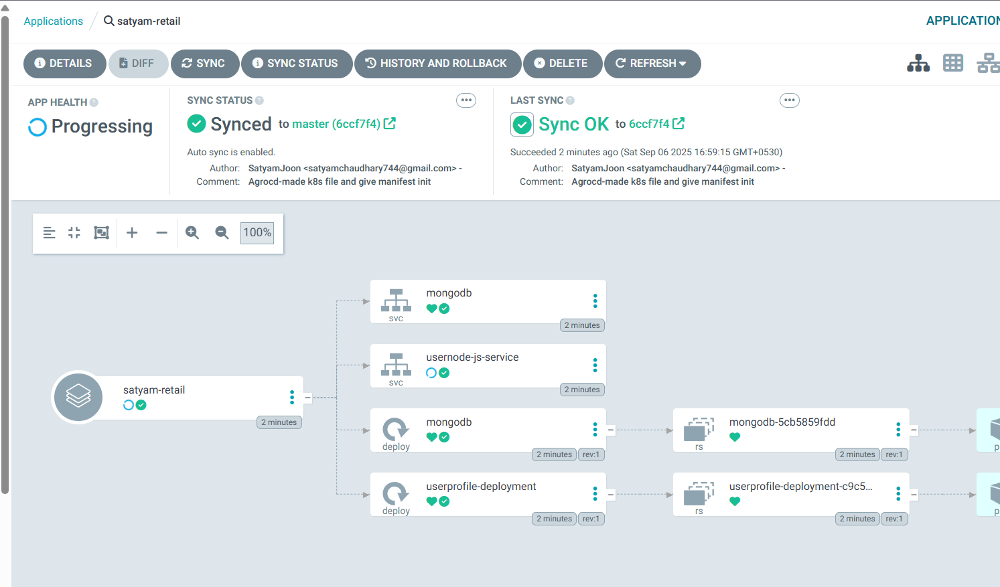 Applications / satyam-retail
APPLICATION
DETAILS DIFF SYNC SYNC STATUS HISTORY AND ROLLBACK DELETE REFRESH
APP HEALTH
Progressing
SYNC STATUS
Synced to master (6ccf7f4)
Auto sync is enabled.
Author: SatyamJoon <satyamchaudhary744@gmail.com> -
Comment: Agrocd-made k8s file and give manifest init
LAST SYNC
Sync OK to 6ccf7f4
Succeeded 2 minutes ago (Sat Sep 06 2025 16:59:15 GMT+0530)
Author: SatyamJoon <satyamchaudhary744@gmail.com> -
Comment: Agrocd-made k8s file and give manifest init
100%
satyam-retail
2 minutes
mongodb
svc
2 minutes
usernode-js-service
svc
2 minutes
mongodb
deploy
2 minutes rev:1
mongodb-5cb5859fdd
rs
2 minutes rev:1
userprofile-deployment
deploy
2 minutes rev:1
userprofile-deployment-c9c5...
rs
2 minutes rev:1